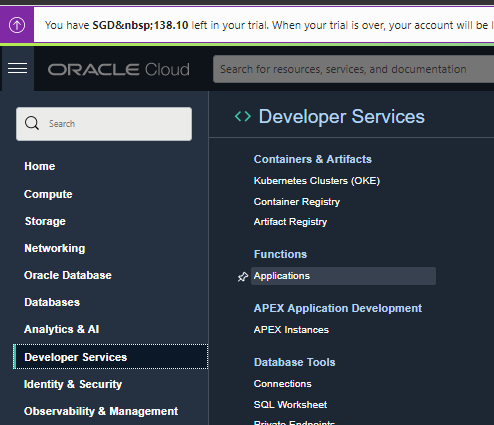 You have SGD&nbsp;138.10 left in your trial. When your trial is over, your account will be l
ORACLE Cloud
Search for resources, services, and documentation
Search
Home
Compute
Storage
Networking
Oracle Database
Databases
Analytics & AI
Developer Services
Identity & Security
Observability & Management
Developer Services
Containers & Artifacts
Kubernetes Clusters (OKE)
Container Registry
Artifact Registry
Functions
Applications
APEX Application Development
APEX Instances
Database Tools
Connections
SQL Worksheet
Private Endpoints